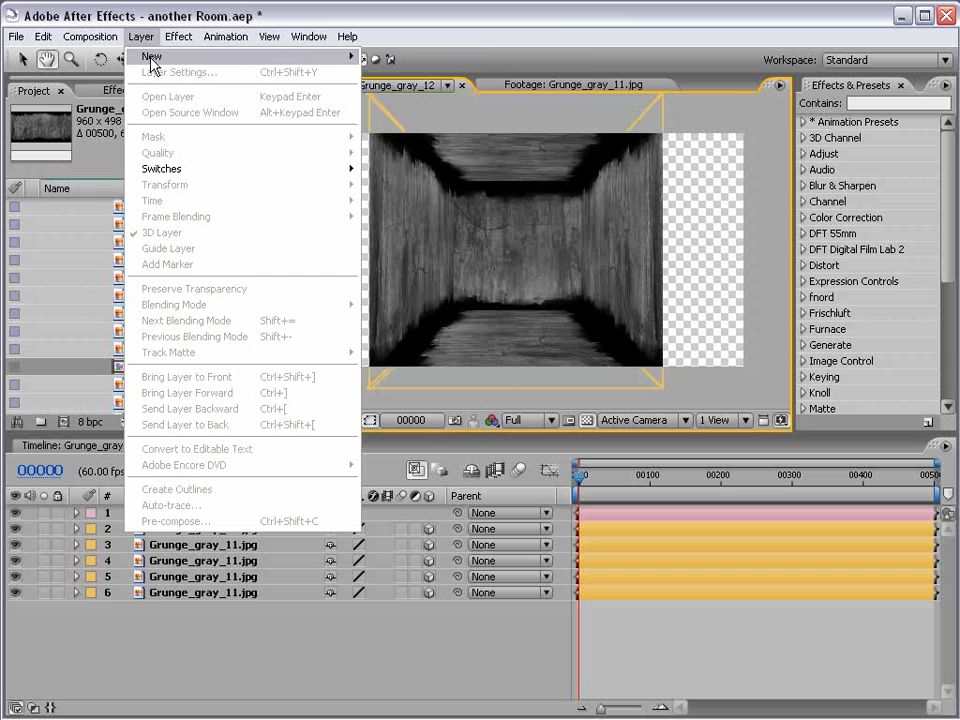 Adobe After Effects - another Room.aep *
File Edit Composition Layer Effect Animation View Window Help
Workspace: Standard
New
Layer Settings... Ctrl+Shift+Y
Open Layer Keypad Enter
Open Source Window Alt+Keypad Enter
Mask
Quality
Switches
Transform
Time
Frame Blending
3D Layer
Guide Layer
Add Marker
Preserve Transparency
Blending Mode
Next Blending Mode Shift+=
Previous Blending Mode Shift+-
Track Matte
Bring Layer to Front Ctrl+Shift+]
Bring Layer Forward Ctrl+]
Send Layer Backward Ctrl+[
Send Layer to Back Ctrl+Shift+[
Convert to Editable Text
Adobe Encore DVD
Create Outlines
Auto-trace...
Pre-compose... Ctrl+Shift+C
Project
Grunge_g
960 x 498
Δ 00500, 6
Name
8 bpc
Grunge_gray_12
Footage: Grunge_gray_11.jpg
00000 Full Active Camera 1 View
Effects & Presets
Contains:
* Animation Presets
3D Channel
Adjust
Audio
Blur & Sharpen
Channel
Color Correction
DFT 55mm
DFT Digital Film Lab 2
Distort
Expression Controls
fnord
Frischluft
Furnace
Generate
Image Control
Keying
Knoll
Matte
Timeline: Grunge_gray
00000 (60.00 fps
00100 00200 00300 00400 0050
# Parent
1 None
2 None
3 Grunge_gray_11.jpg None
4 Grunge_gray_11.jpg None
5 Grunge_gray_11.jpg None
6 Grunge_gray_11.jpg None